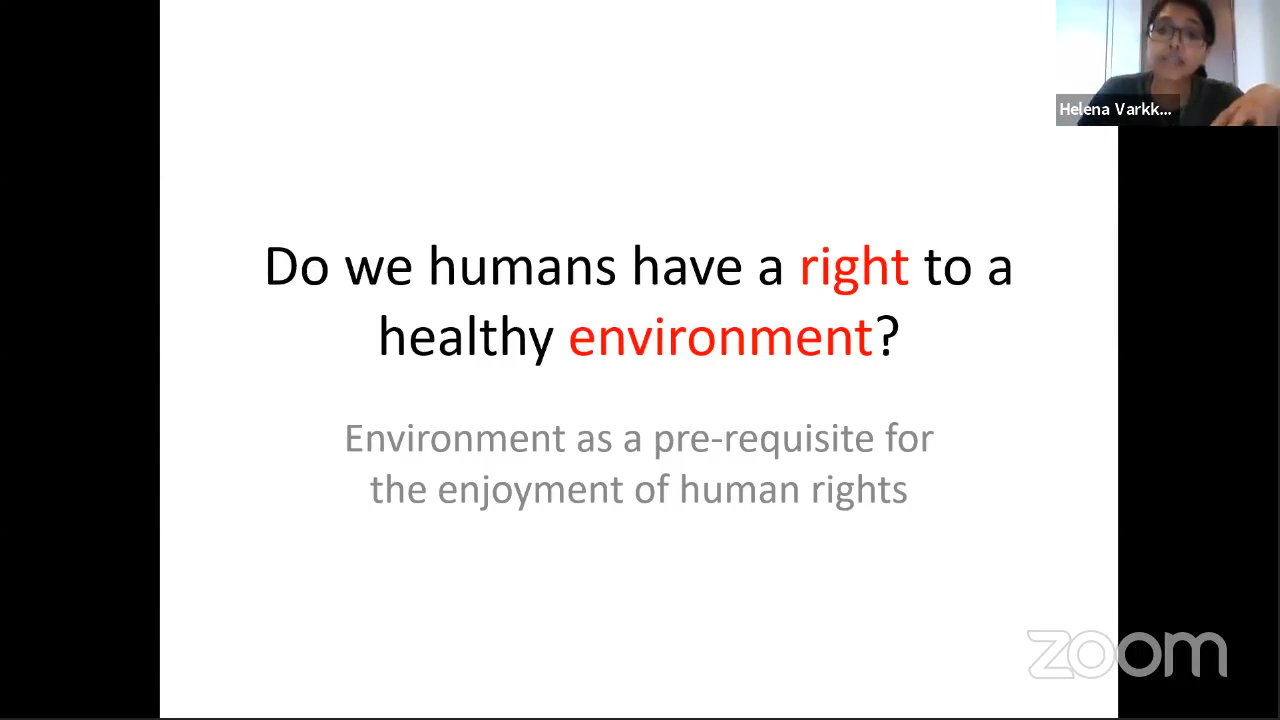 Helena Varkk...
Do we humans have a right to a
healthy environment?
Environment as a pre-requisite for
the enjoyment of human rights
zoom